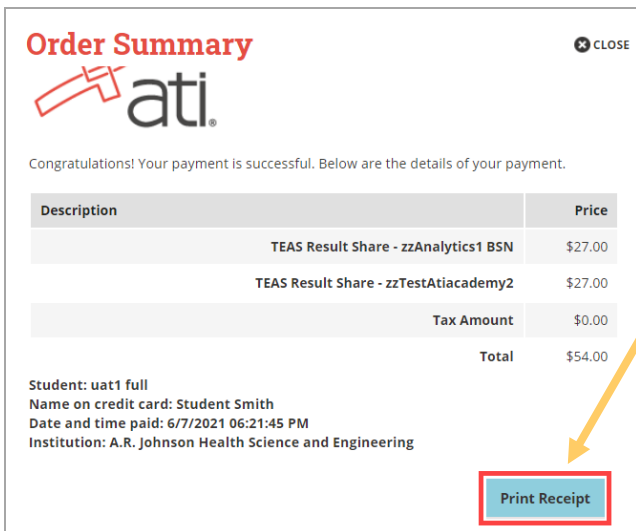 Order Summary
CLOSE
ati®
Congratulations! Your payment is successful. Below are the details of your payment.
Description Price
TEAS Result Share - zzAnalytics1 BSN $27.00
TEAS Result Share - zzTestAtiacademy2 $27.00
Tax Amount $0.00
Total $54.00
Student: uat1 full
Name on credit card: Student Smith
Date and time paid: 6/7/2021 06:21:45 PM
Institution: A.R. Johnson Health Science and Engineering
Print Receipt